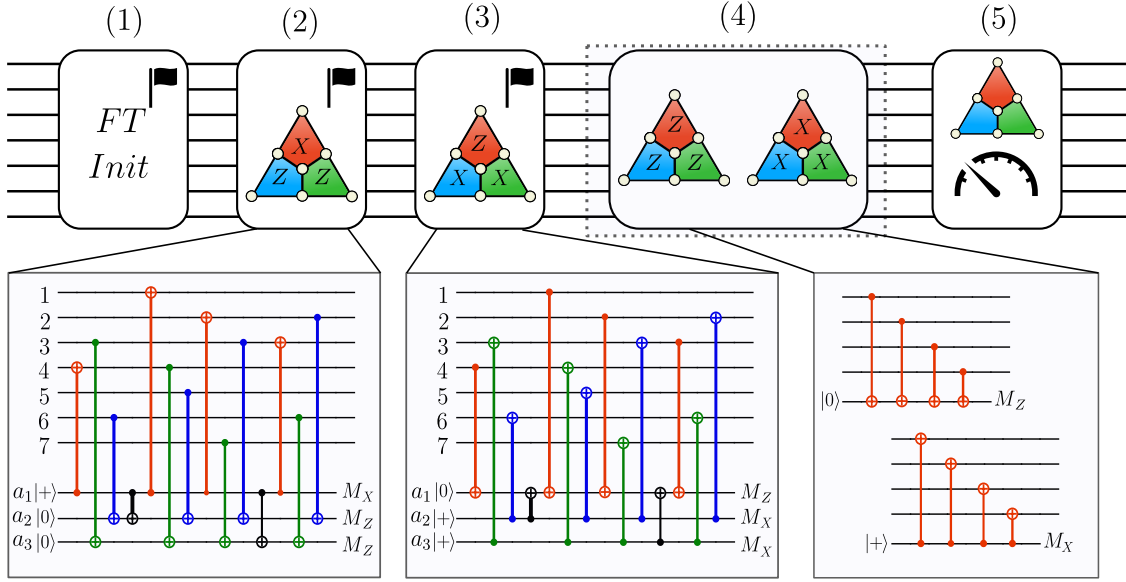 (1) (2) (3) (4) (5)
FT
Init
X
Z Z
Z
X X
Z
Z Z
X
X X
1
2
3
4
5
6
7
a₁|+⟩ M_X
a₂|0⟩ M_Z
a₃|0⟩ M_Z
1
2
3
4
5
6
7
a₁|0⟩ M_Z
a₂|+⟩ M_X
a₃|+⟩ M_X
|0⟩ M_Z
|+⟩ M_X